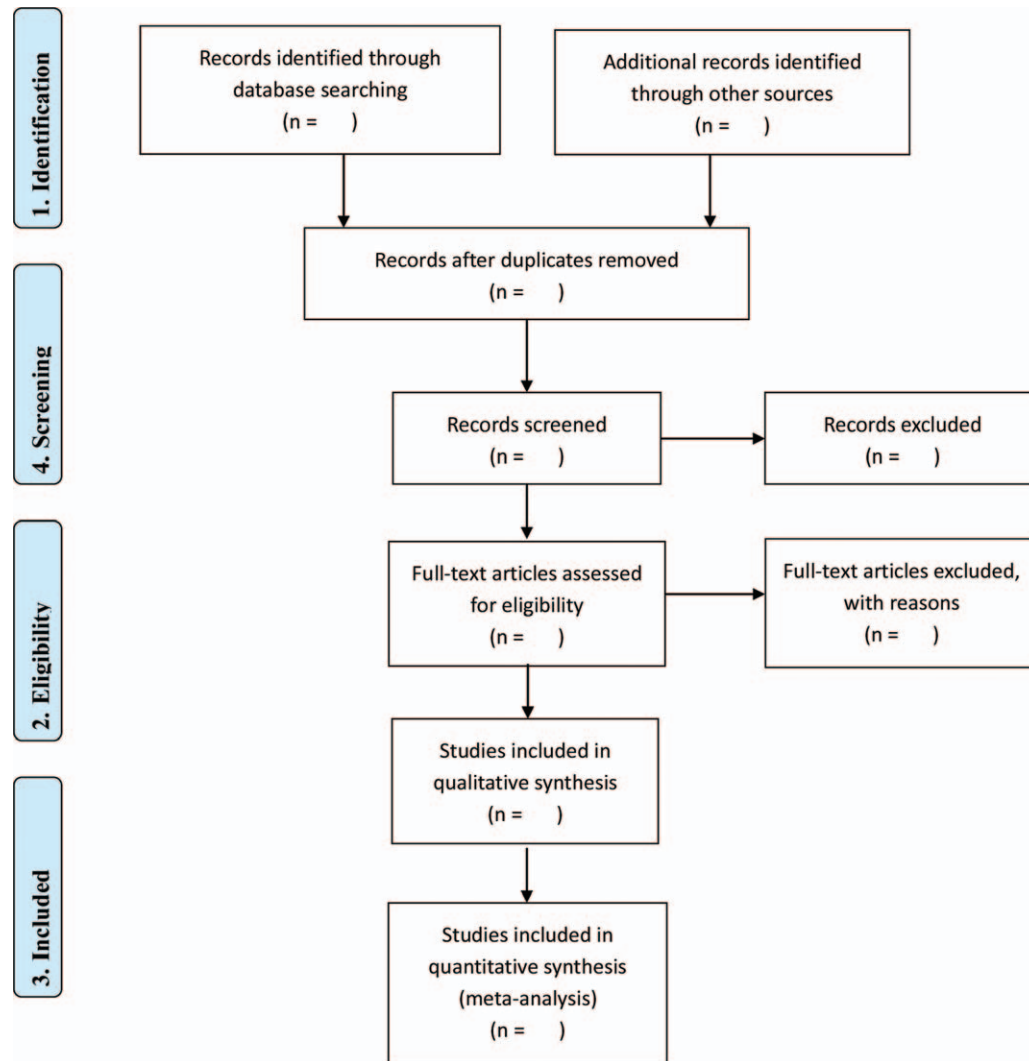 1. Identification
Records identified through
database searching
(n =      )
Additional records identified
through other sources
(n =      )
Records after duplicates removed
(n =      )
4. Screening
Records screened
(n =      )
Records excluded
(n =      )
2. Eligibility
Full-text articles assessed
for eligibility
(n =      )
Full-text articles excluded,
with reasons
(n =      )
Studies included in
qualitative synthesis
(n =      )
3. Included
Studies included in
quantitative synthesis
(meta-analysis)
(n =      )